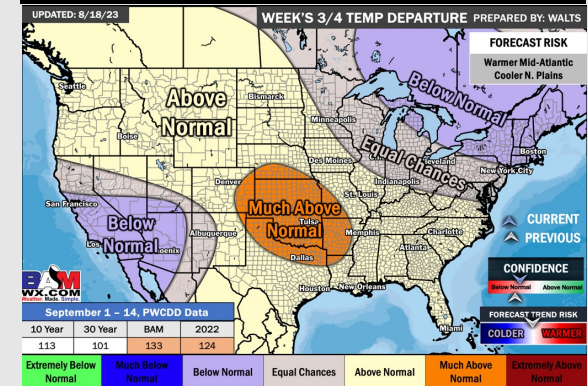 UPDATED: 8/18/23
WEEK'S 3/4 TEMP DEPARTURE PREPARED BY: WALTS
FORECAST RISK
Warmer Mid-Atlantic
Cooler N. Plains
Seattle
Above
Normal
Bismarck
Below Normal
Minneapolis
Boise
Equal Chances
Boston
Des Moines
eveland
New York City
Denver
Indianapolis
San Francisco
St. Louis
Much Above
Normal
Below
Normal
Tulsa
CURRENT
PREVIOUS
Los
oenix
Albuquerque
Memphis
Charlotte
Atlanta
Dallas
CONFIDENCE
Below Normal Above Normal
BAM
WX.COM
Weather. Made. Simple.
Houston
New Orleans
Miami
FORECAST TREND RISK
COLDER WARMER
September 1 – 14, PWCDD Data
10 Year 30 Year BAM 2022
113 101 133 124
Extremely Below Normal
Much Below Normal
Below Normal
Equal Chances
Above Normal
Much Above Normal
Extremely Above Normal